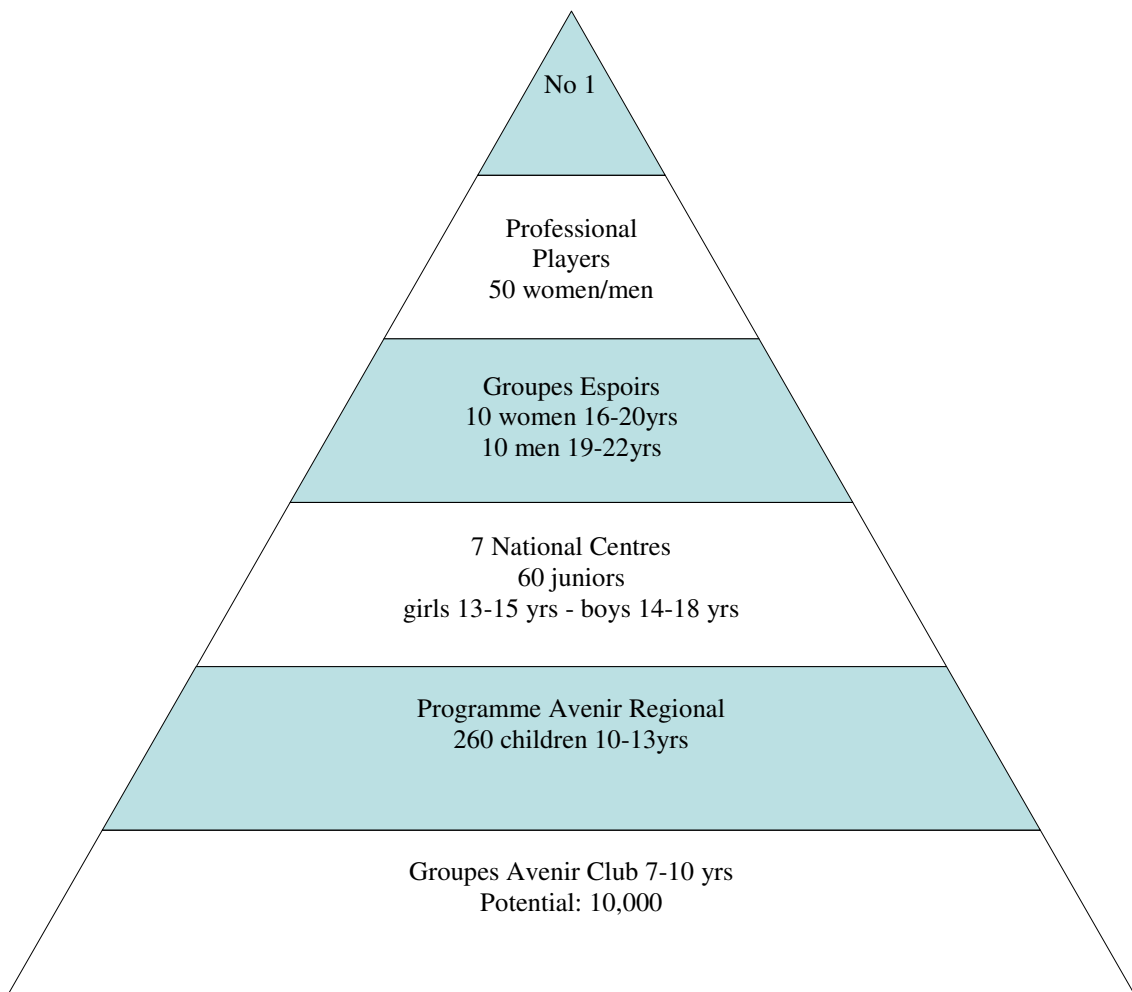 No 1
Professional
Players
50 women/men
Groupes Espoirs
10 women 16-20yrs
10 men 19-22yrs
7 National Centres
60 juniors
girls 13-15 yrs - boys 14-18 yrs
Programme Avenir Regional
260 children 10-13yrs
Groupes Avenir Club 7-10 yrs
Potential: 10,000